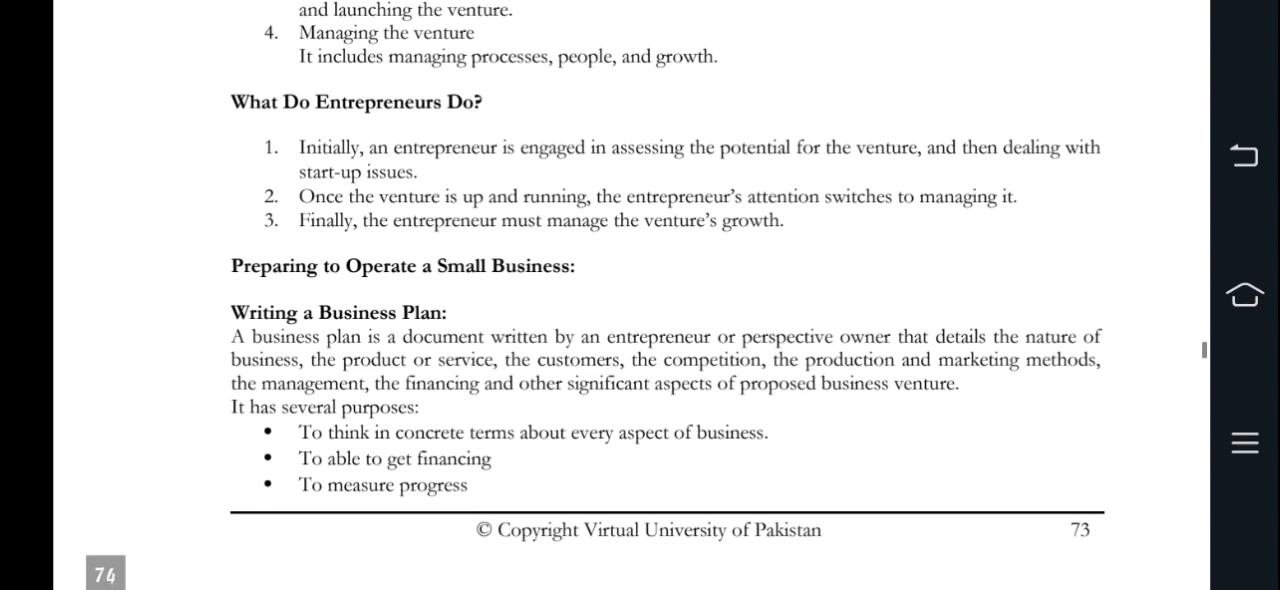 and launching the venture.
4. Managing the venture
It includes managing processes, people, and growth.
What Do Entrepreneurs Do?
1. Initially, an entrepreneur is engaged in assessing the potential for the venture, and then dealing with
start-up issues.
2. Once the venture is up and running, the entrepreneur's attention switches to managing it.
3. Finally, the entrepreneur must manage the venture's growth.
Preparing to Operate a Small Business:
Writing a Business Plan:
A business plan is a document written by an entrepreneur or perspective owner that details the nature of
business, the product or service, the customers, the competition, the production and marketing methods,
the management, the financing and other significant aspects of proposed business venture.
It has several purposes:
• To think in concrete terms about every aspect of business.
• To able to get financing
• To measure progress
© Copyright Virtual University of Pakistan 73
74